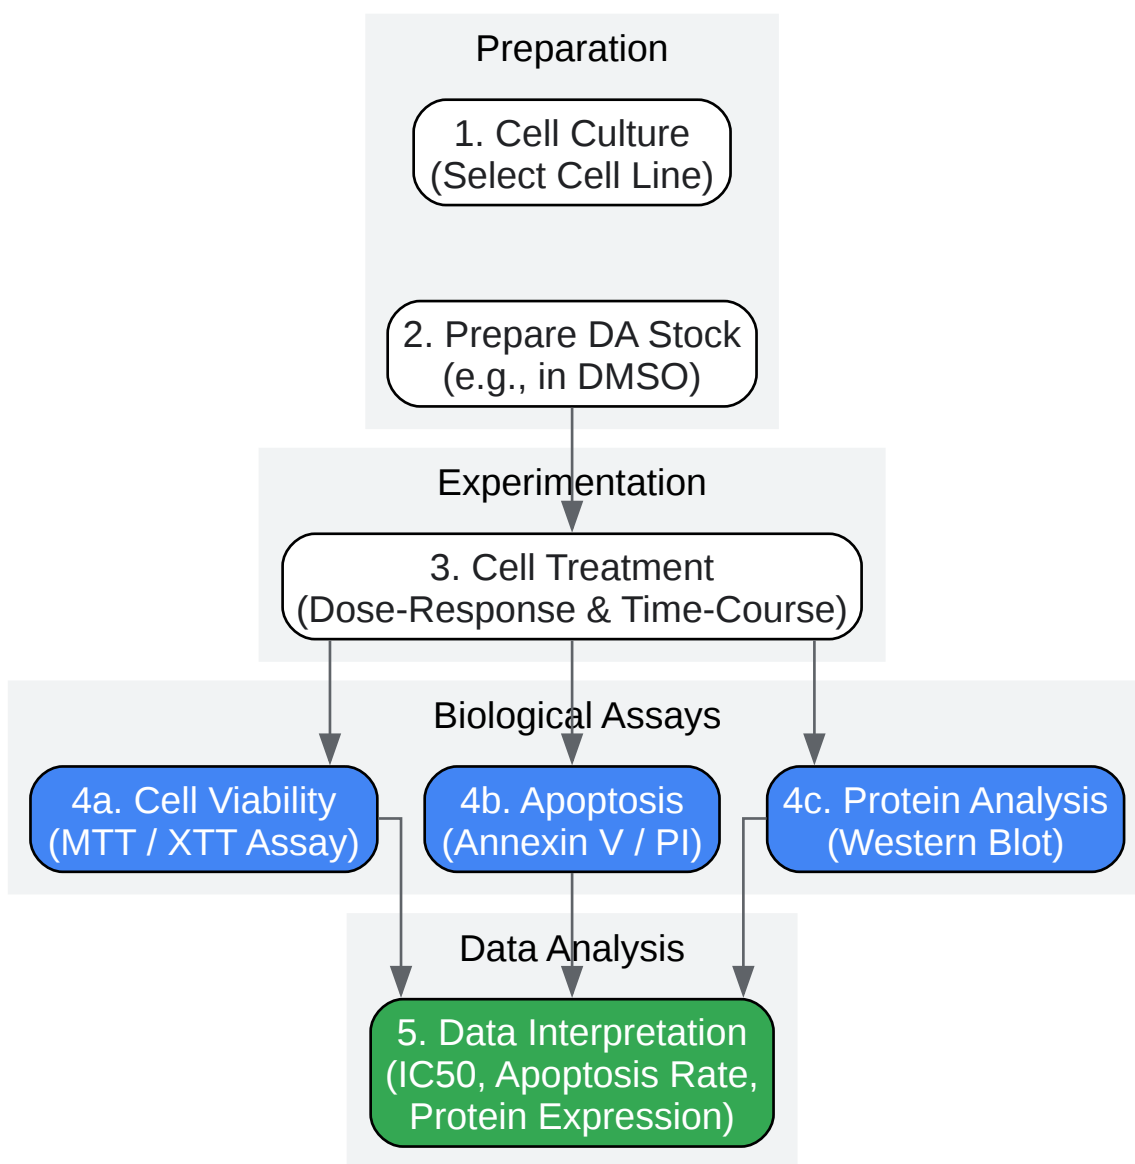 Preparation
1. Cell Culture
(Select Cell Line)
2. Prepare DA Stock
(e.g., in DMSO)
Experimentation
3. Cell Treatment
(Dose-Response & Time-Course)
Biological Assays
4a. Cell Viability
(MTT / XTT Assay)
4b. Apoptosis
(Annexin V / PI)
4c. Protein Analysis
(Western Blot)
Data Analysis
5. Data Interpretation
(IC50, Apoptosis Rate,
Protein Expression)